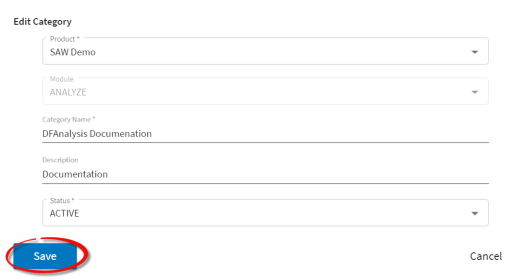 Edit Category
Product *
SAW Demo
Module
ANALYZE
Category Name *
DFAnalysis Documenation
Description
Documentation
Status *
ACTIVE
Save
Cancel